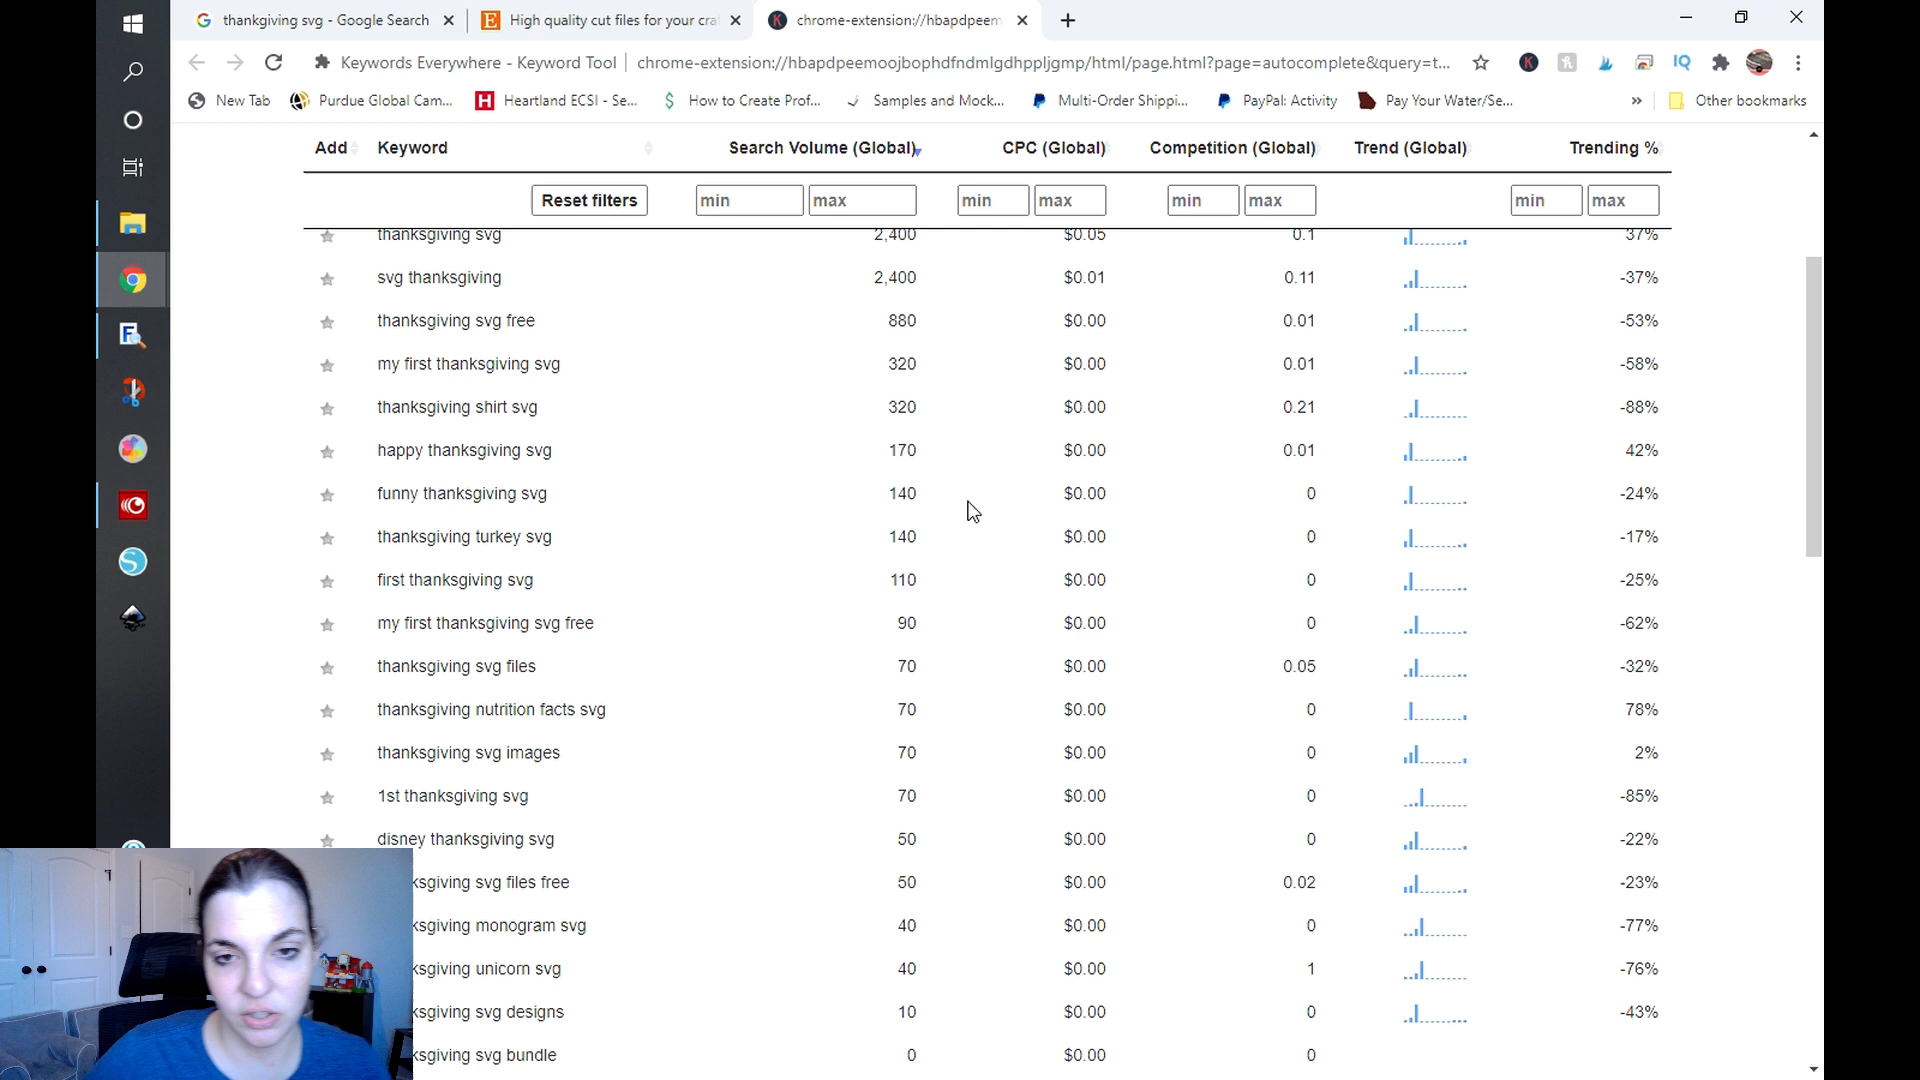 thankgiving svg - Google Search
High quality cut files for your cra
chrome-extension://hbapdpeem
Keywords Everywhere - Keyword Tool
chrome-extension://hbapdpeemoojbophdfndmlgdhppljgmp/html/page.html?page=autocomplete&query=t...
New Tab
Purdue Global Cam...
Heartland ECSI - Se...
How to Create Prof...
Samples and Mock...
Multi-Order Shippi...
PayPal: Activity
Pay Your Water/Se...
Other bookmarks
Add Keyword Search Volume (Global) CPC (Global) Competition (Global) Trend (Global) Trending %
Reset filters min max min max min max min max
thanksgiving svg 2,400 $0.05 0.1 37%
svg thanksgiving 2,400 $0.01 0.11 -37%
thanksgiving svg free 880 $0.00 0.01 -53%
my first thanksgiving svg 320 $0.00 0.01 -58%
thanksgiving shirt svg 320 $0.00 0.21 -88%
happy thanksgiving svg 170 $0.00 0.01 42%
funny thanksgiving svg 140 $0.00 0 -24%
thanksgiving turkey svg 140 $0.00 0 -17%
first thanksgiving svg 110 $0.00 0 -25%
my first thanksgiving svg free 90 $0.00 0 -62%
thanksgiving svg files 70 $0.00 0.05 -32%
thanksgiving nutrition facts svg 70 $0.00 0 78%
thanksgiving svg images 70 $0.00 0 2%
1st thanksgiving svg 70 $0.00 0 -85%
disney thanksgiving svg 50 $0.00 0 -22%
ksgiving svg files free 50 $0.00 0.02 -23%
ksgiving monogram svg 40 $0.00 0 -77%
ksgiving unicorn svg 40 $0.00 1 -76%
ksgiving svg designs 10 $0.00 0 -43%
ksgiving svg bundle 0 $0.00 0